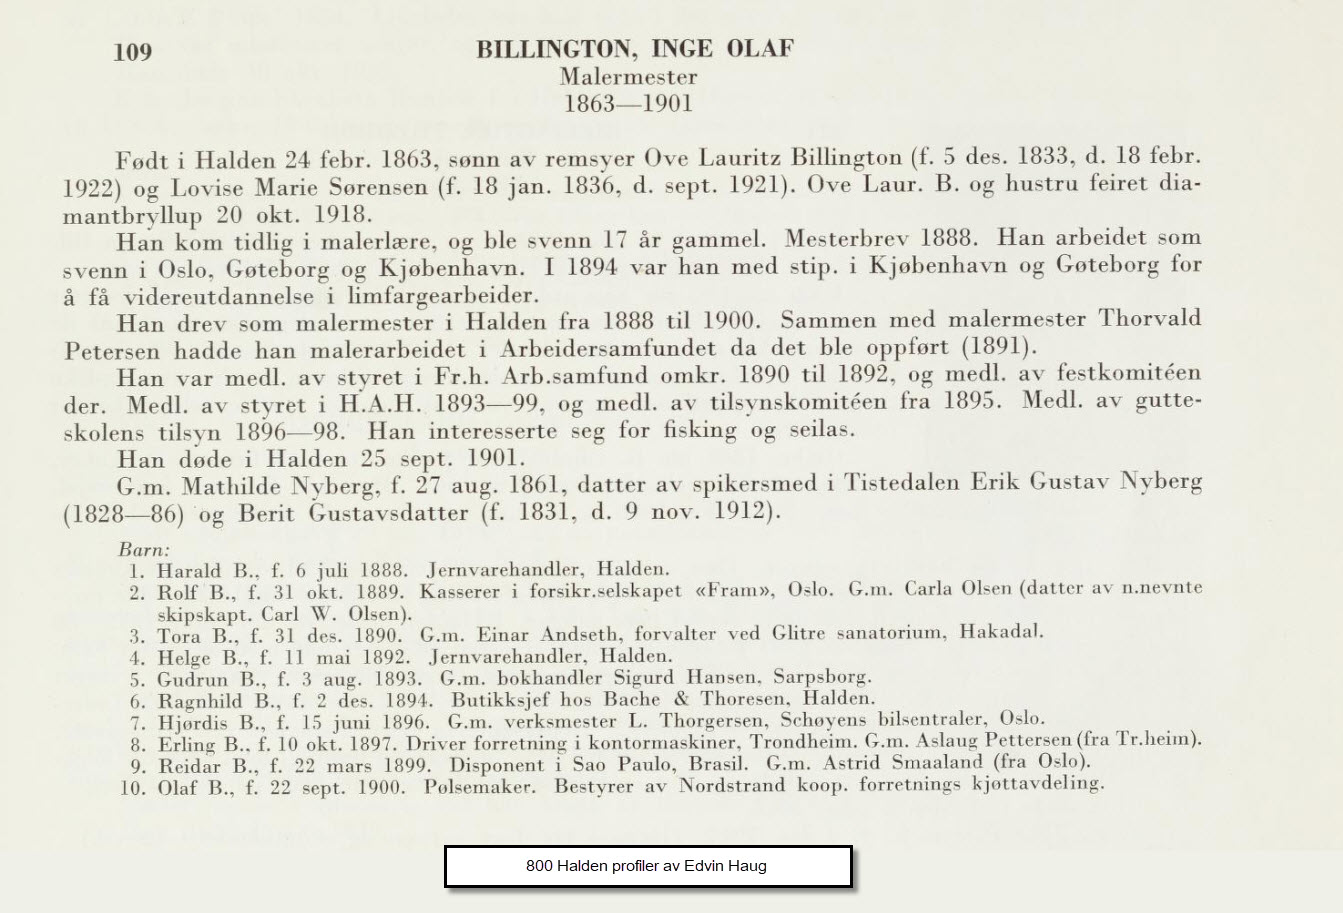 109
BILLINGTON, INGE OLAF
Malermester
1863—1901
Født i Halden 24 febr. 1863, sønn av remsyer Ove Lauritz Billington (f. 5 des. 1833, d. 18 febr.
1922) og Lovise Marie Sørensen (f. 18 jan. 1836, d. sept. 1921). Ove Laur. B. og hustru feiret dia-
mantbryllup 20 okt. 1918.
Han kom tidlig i malerlære, og ble svenn 17 år gammel. Mesterbrev 1888. Han arbeidet som
svenn i Oslo, Gøteborg og Kjøbenhavn. I 1894 var han med stip. i Kjøbenhavn og Gøteborg for
å få videreutdannelse i limfargearbeider.
Han drev som malermester i Halden fra 1888 til 1900. Sammen med malermester Thorvald
Petersen hadde han malerarbeidet i Arbeidersamfundet da det ble oppført (1891).
Han var medl. av styret i Fr.h. Arb.samfund omkr. 1890 til 1892, og medl. av festkomitéen
der. Medl. av styret i H.A.H. 1893—99, og medl. av tilsynskomitéen fra 1895. Medl. av gutte-
skolens tilsyn 1896—98. Han interesserte seg for fisking og seilas.
Han døde i Halden 25 sept. 1901.
G.m. Mathilde Nyberg, f. 27 aug. 1861, datter av spikersmed i Tistedalen Erik Gustav Nyberg
(1828—86) og Berit Gustavsdatter (f. 1831, d. 9 nov. 1912).
Barn:
1. Harald B., f. 6 juli 1888. Jernvarehandler, Halden.
2. Rolf B., f. 31 okt. 1889. Kasserer i forsikr.selskapet «Fram», Oslo. G.m. Carla Olsen (datter av n.nevnte
skipskapt. Carl W. Olsen).
3. Tora B., f. 31 des. 1890. G.m. Einar Andseth, forvalter ved Glitre sanatorium, Hakadal.
4. Helge B., f. 11 mai 1892. Jernvarehandler, Halden.
5. Gudrun B., f. 3 aug. 1893. G.m. bokhandler Sigurd Hansen, Sarpsborg.
6. Ragnhild B., f. 2 des. 1894. Butikksjef hos Bache & Thoresen, Halden.
7. Hjørdis B., f. 15 juni 1896. G.m. verksmester L. Thorgersen, Schøyens bilsentraler, Oslo.
8. Erling B., f. 10 okt. 1897. Driver forretning i kontormaskiner, Trondheim. G.m. Aslaug Pettersen (fra Tr.heim).
9. Reidar B., f. 22 mars 1899. Disponent i Sao Paulo, Brasil. G.m. Astrid Smaaland (fra Oslo).
10. Olaf B., f. 22 sept. 1900. Pølsemaker. Bestyrer av Nordstrand koop. forretnings kjøttavdeling.
800 Halden profiler av Edvin Haug